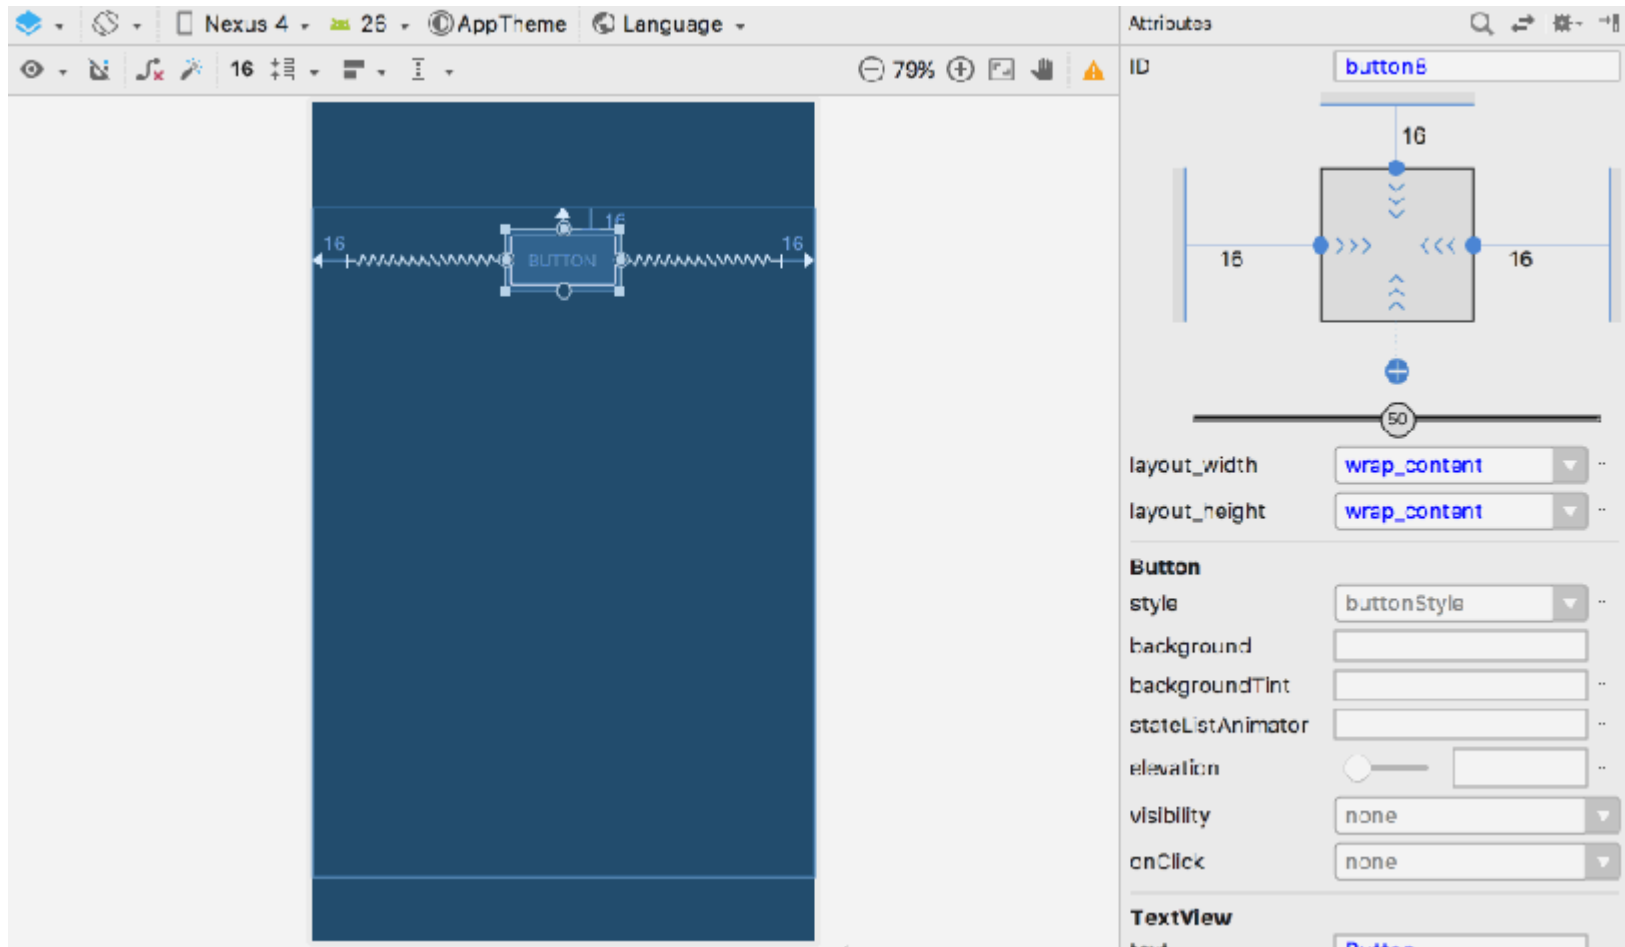 Nexus 4 26 AppTheme Language
Attributes
16 79%
ID button8
16
16 16
50
16 16 16
BUTTON
layout_width wrap_content
layout_height wrap_content
Button
style buttonStyle
background
backgroundTint
stateListAnimator
elevation
visibility none
onClick none
TextView